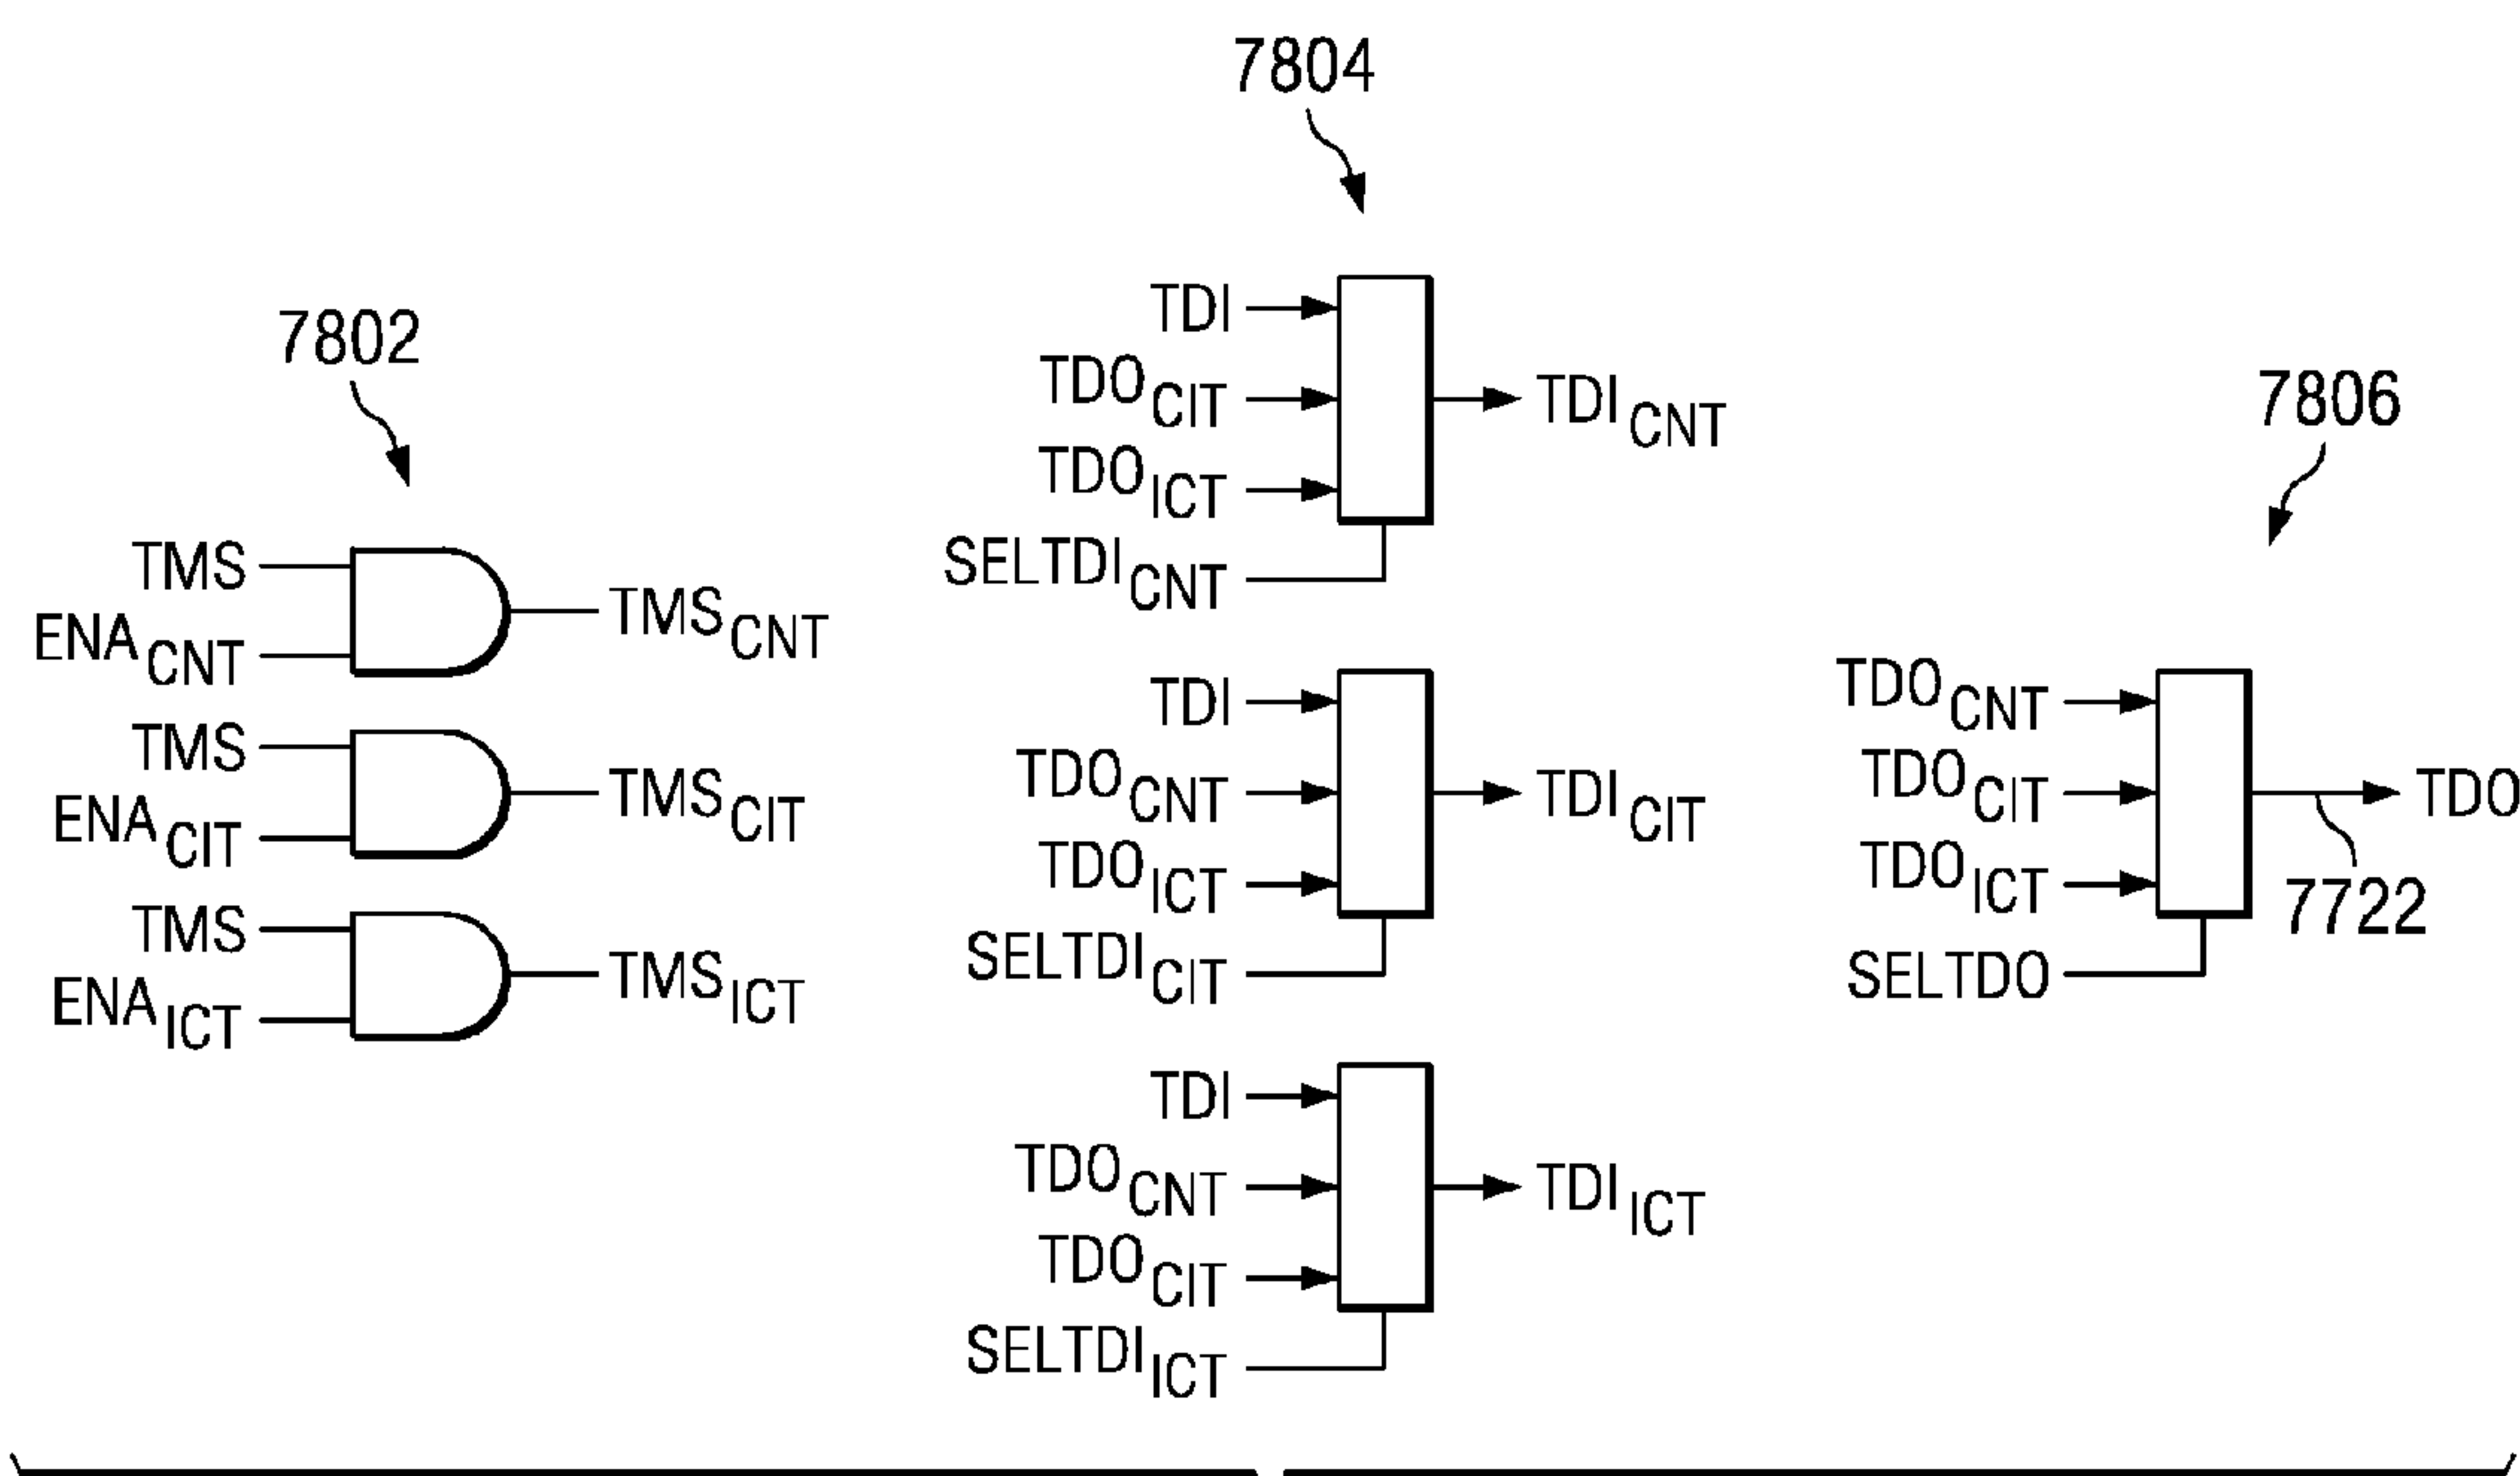 7802
TMS
ENA CNT
TMS CNT
TMS
ENA CIT
TMS CIT
TMS
ENA ICT
TMS ICT
7804
TDI
TDO CIT
TDO ICT
SELTDI CNT
TDI CNT
TDI
TDO CNT
TDO ICT
SELTDI CIT
TDI CIT
TDI
TDO CNT
TDO CIT
SELTDI ICT
TDI ICT
7806
TDO CNT
TDO CIT
TDO ICT
SELTDO
TDO
7722